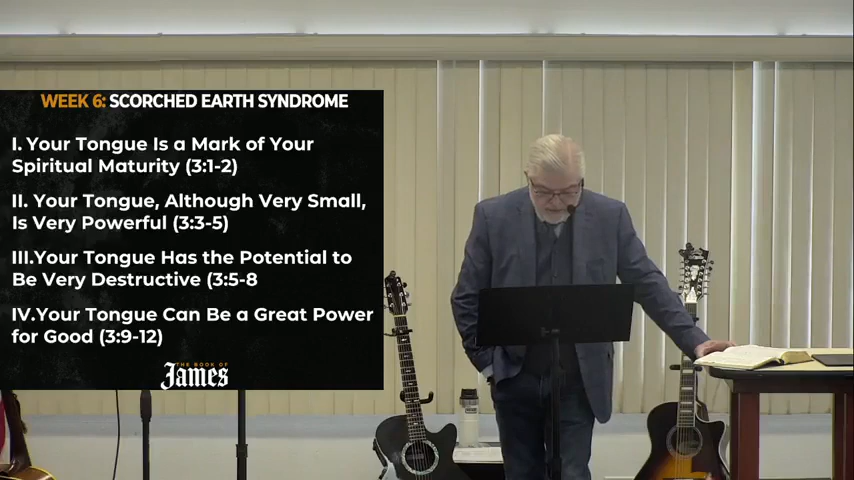 WEEK 6: SCORCHED EARTH SYNDROME
I. Your Tongue Is a Mark of Your
Spiritual Maturity (3:1-2)
II. Your Tongue, Although Very Small,
Is Very Powerful (3:3-5)
III.Your Tongue Has the Potential to
Be Very Destructive (3:5-8
IV.Your Tongue Can Be a Great Power
for Good (3:9-12)
THE BOOK OF
James